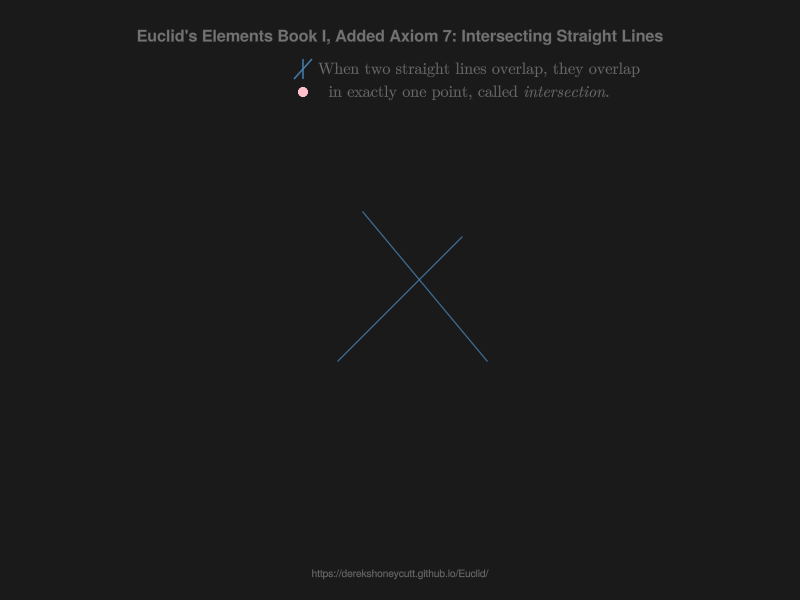 Euclid's Elements Book I, Added Axiom 7: Intersecting Straight Lines
When two straight lines overlap, they overlap
in exactly one point, called intersection.
https://derekshoneycutt.github.io/Euclid/